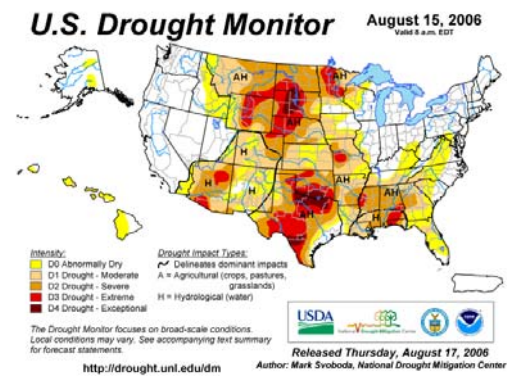 U.S. Drought Monitor
August 15, 2006
Valid 8 a.m. EDT
AH
AH
AH
H
H
H
AH
AH
AH
H
Intensity:
D0 Abnormally Dry
D1 Drought - Moderate
D2 Drought - Severe
D3 Drought - Extreme
D4 Drought - Exceptional
Drought Impact Types:
Delineates dominant impacts
A = Agricultural (crops, pastures,
grasslands)
H = Hydrological (water)
The Drought Monitor focuses on broad-scale conditions.
Local conditions may vary. See accompanying text summary
for forecast statements.
http://drought.unl.edu/dm
USDA
National Drought Mitigation Center
Released Thursday, August 17, 2006
Author: Mark Svoboda, National Drought Mitigation Center